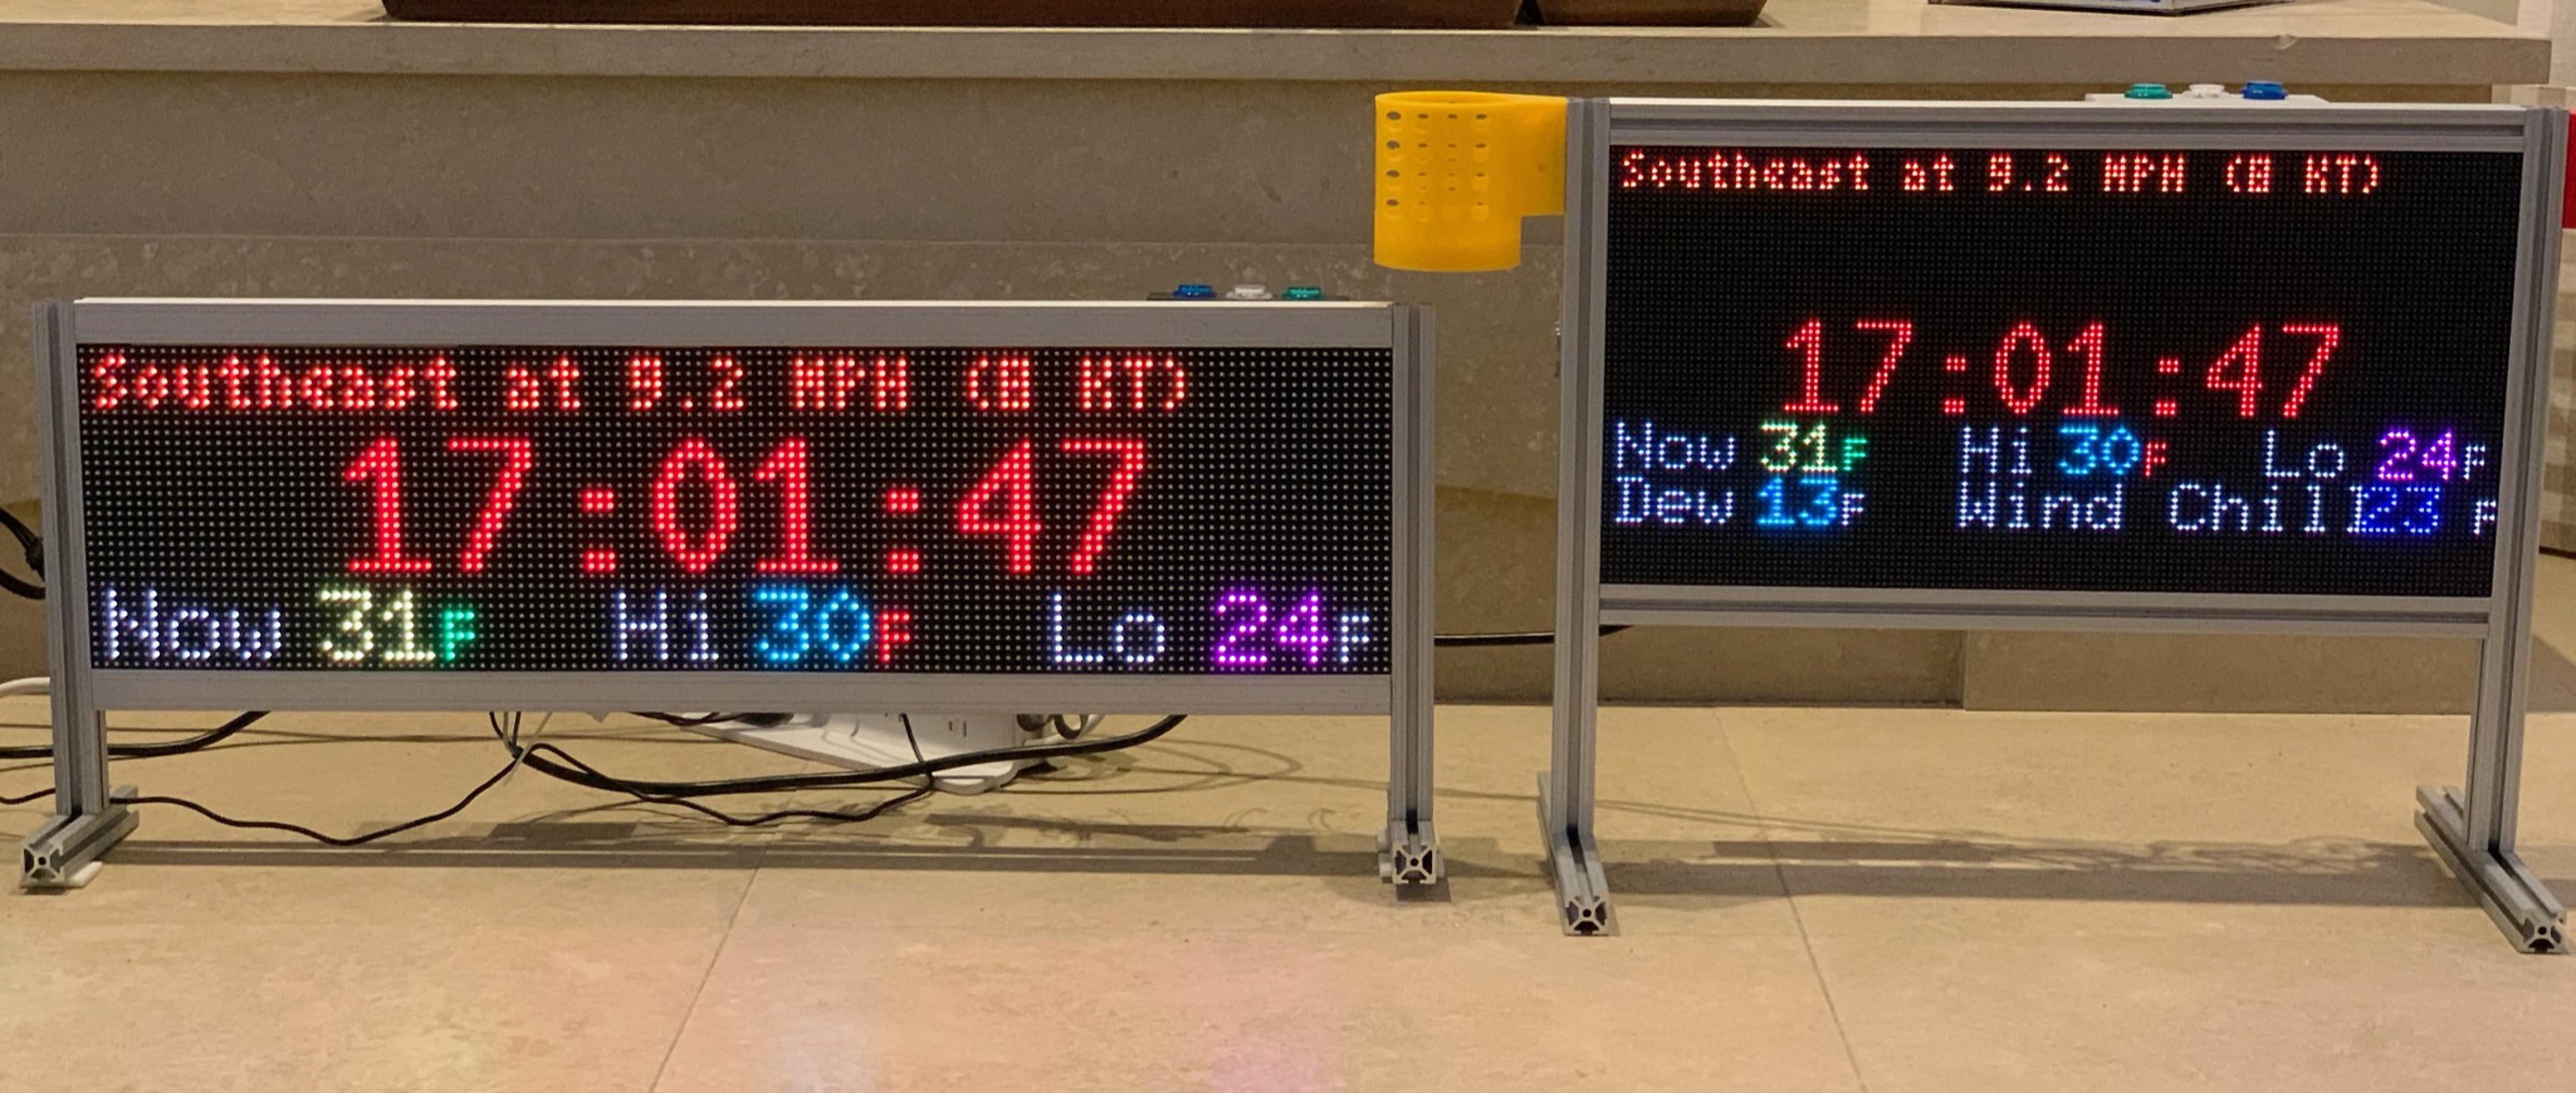 Southeast at 9.2 MPH (8 KT)
17:01:47
Now 31F Hi 30F Lo 24F
Southeast at 9.2 MPH (8 KT)
17:01:47
Now 31F Hi 30F Lo 24F
Dew 13F Wind Chill 23 F